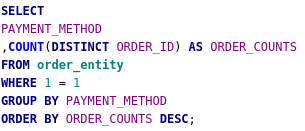 SELECT
PAYMENT_METHOD
,COUNT(DISTINCT ORDER_ID) AS ORDER_COUNTS
FROM order_entity
WHERE 1 = 1
GROUP BY PAYMENT_METHOD
ORDER BY ORDER_COUNTS DESC;